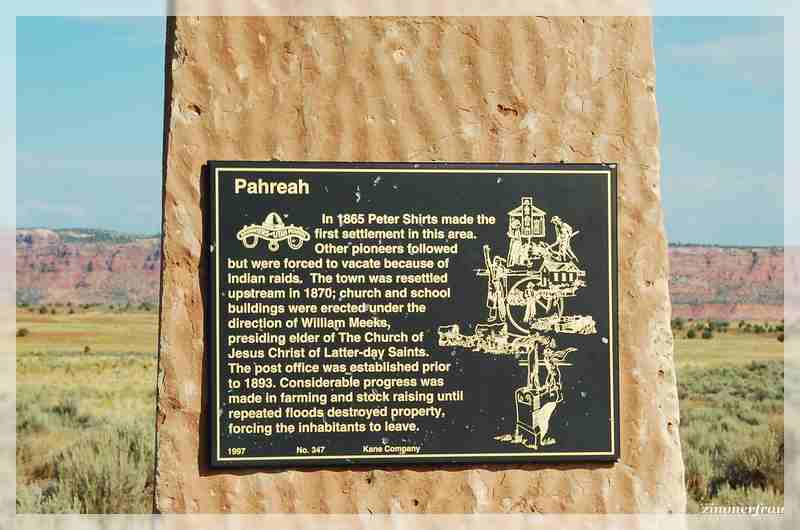 Pahreah
In 1865 Peter Shirts made the
first settlement in this area.
Other pioneers followed
but were forced to vacate because of
Indian raids. The town was resettled
upstream in 1870; church and school
buildings were erected under the
direction of William Meeks,
presiding elder of The Church of
Jesus Christ of Latter-day Saints.
The post office was established prior
to 1893. Considerable progress was
made in farming and stock raising until
repeated floods destroyed property,
forcing the inhabitants to leave.
1997 No. 347 Kane Company
zimmerfrau